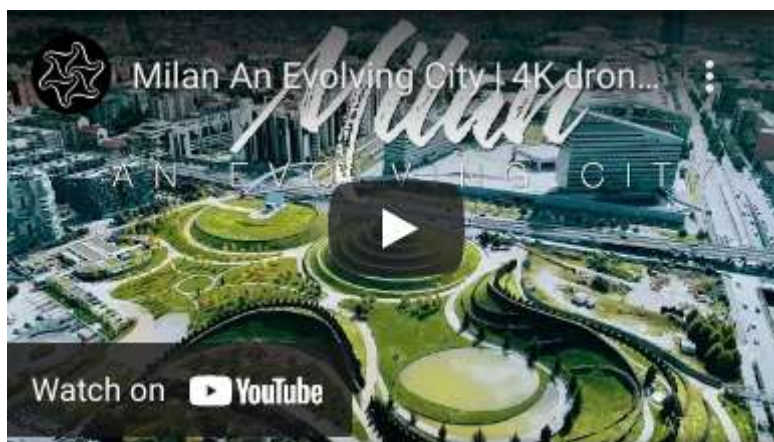 Milan An Evolving City | 4K dron...
Milan
AN EVOLVING CITY
Watch on YouTube